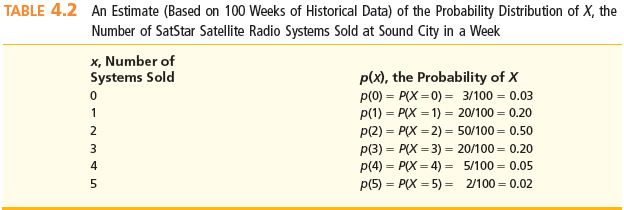 TABLE 4.2 An Estimate (Based on 100 Weeks of Historical Data) of the Probability Distribution of X, the
Number of SatStar Satellite Radio Systems Sold at Sound City in a Week
x, Number of
Systems Sold p(x), the Probability of X
0 p(0) = P(X = 0) = 3/100 = 0.03
1 p(1) = P(X = 1) = 20/100 = 0.20
2 p(2) = P(X = 2) = 50/100 = 0.50
3 p(3) = P(X = 3) = 20/100 = 0.20
4 p(4) = P(X = 4) = 5/100 = 0.05
5 p(5) = P(X = 5) = 2/100 = 0.02